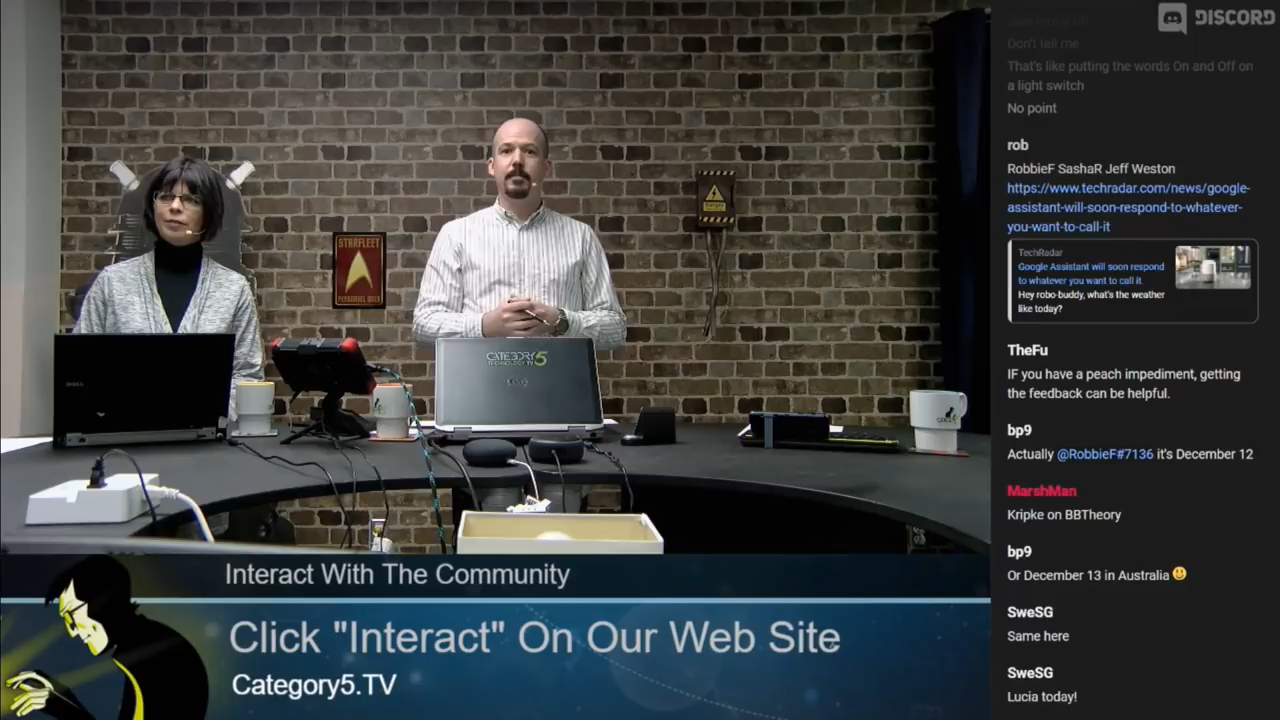 DISCORD
Don't tell me
That's like putting the words On and Off on
a light switch
No point
rob
RobbieF SashaR Jeff Weston
https://www.techradar.com/news/google-
assistant-will-soon-respond-to-whatever-
you-want-to-call-it
TechRadar
Google Assistant will soon respond
to whatever you want to call it
Hey robo-buddy, what's the weather
like today?
TheFu
IF you have a peach impediment, getting
the feedback can be helpful.
bp9
Actually @RobbieF#7136 it's December 12
MarshMan
Kripke on BBTheory
bp9
Or December 13 in Australia 😃
SweSG
Same here
SweSG
Lucia today!
STARFLEET
PERSONNEL ONLY
DELL
CATEGORY5
TECHNOLOGY TV
Interact With The Community
Click "Interact" On Our Web Site
Category5.TV